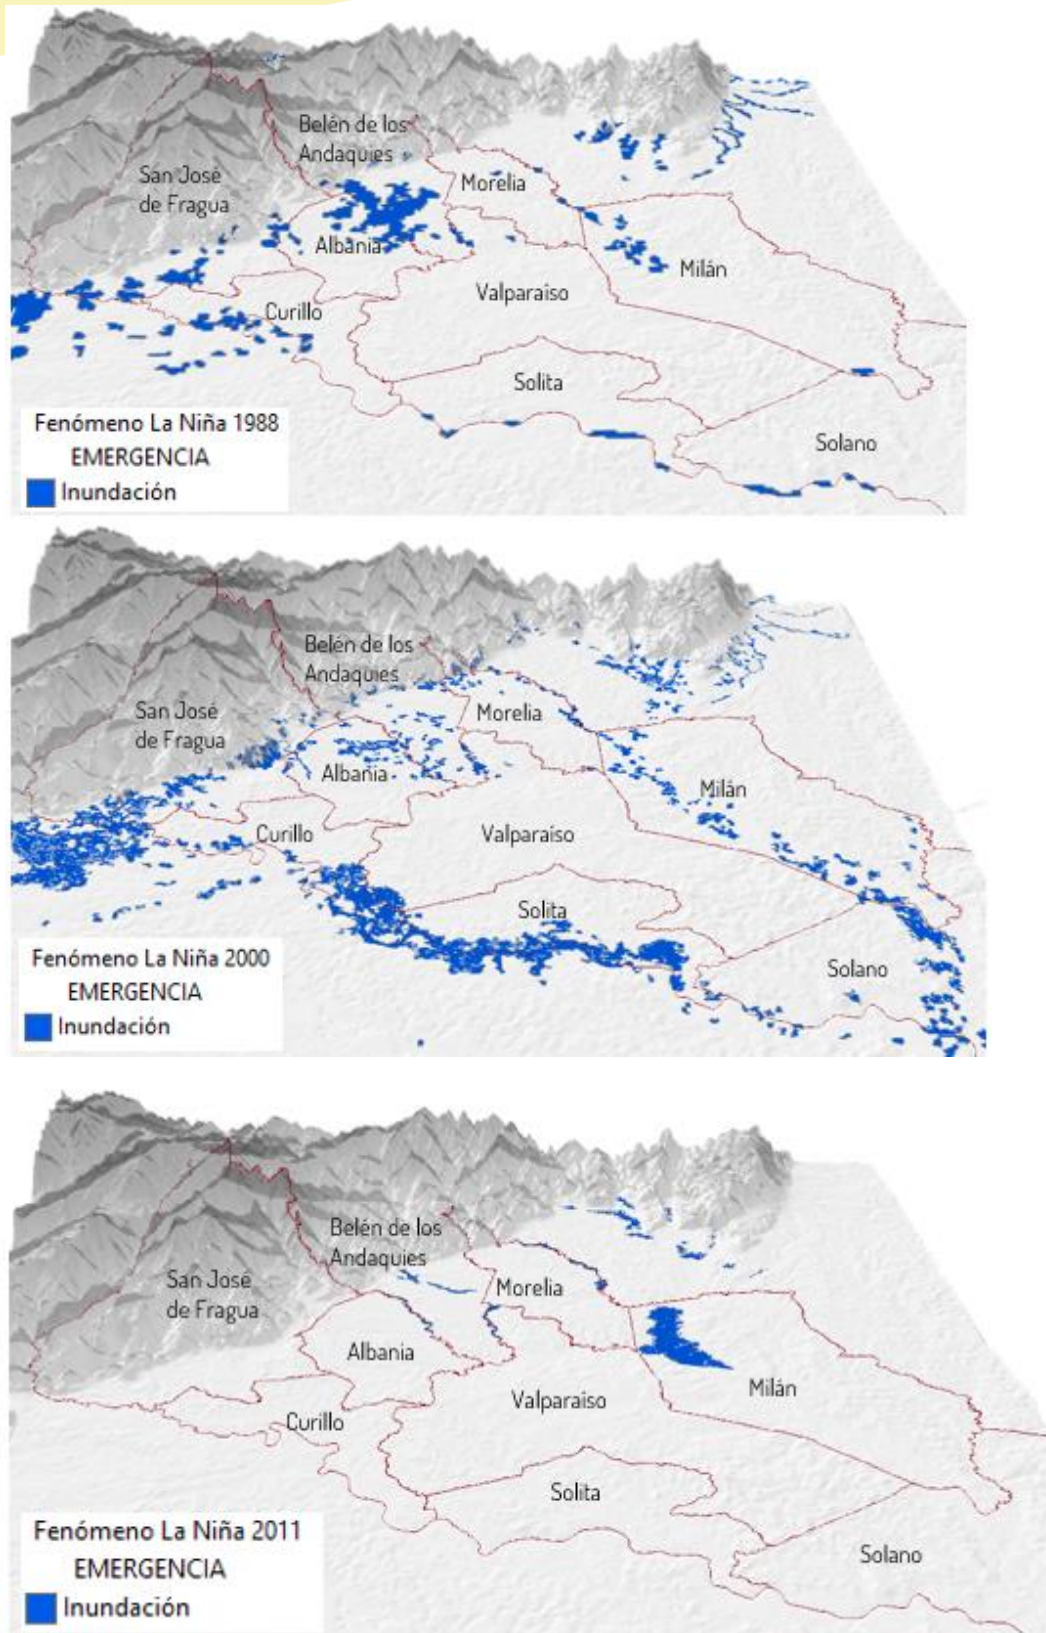 Belén de los
Andaquies
San José
de Fragua
Morelia
Albania
Milán
Valparaíso
Curillo
Solita
Solano
Fenómeno La Niña 1988
EMERGENCIA
Inundación
Belén de los
Andaquies
San José
de Fragua
Morelia
Albania
Milán
Valparaíso
Curillo
Solita
Solano
Fenómeno La Niña 2000
EMERGENCIA
Inundación
Belén de los
Andaquies
San José
de Fragua
Morelia
Albania
Milán
Valparaíso
Curillo
Solita
Solano
Fenómeno La Niña 2011
EMERGENCIA
Inundación